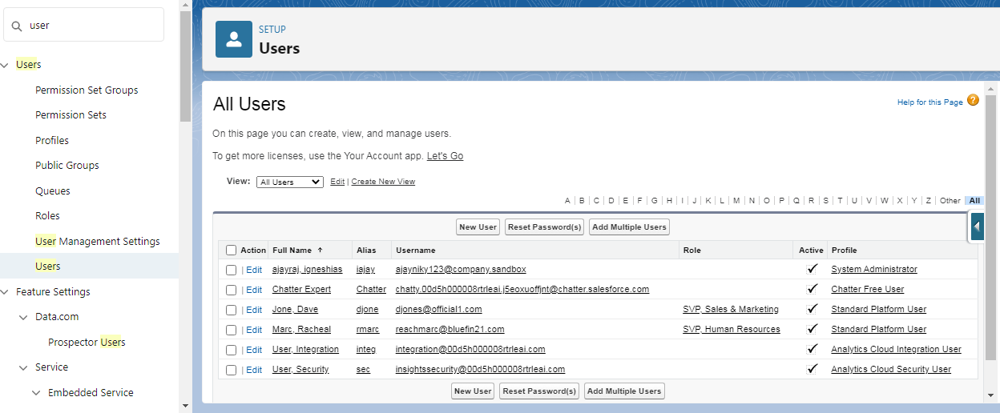 user
Users
Permission Set Groups
Permission Sets
Profiles
Public Groups
Queues
Roles
User Management Settings
Users
Feature Settings
Data.com
Prospector Users
Service
Embedded Service
SETUP
Users
All Users
Help for this Page ?
On this page you can create, view, and manage users.
To get more licenses, use the Your Account app. Let's Go
View: All Users Edit | Create New View
A | B | C | D | E | F | G | H | I | J | K | L | M | N | O | P | Q | R | S | T | U | V | W | X | Y | Z | Other | All
New User Reset Password(s) Add Multiple Users
Action Full Name ↑ Alias Username Role Active Profile
| Edit ajayraj, igneshias iajay ajayniky123@company.sandbox ✓ System Administrator
| Edit Chatter Expert Chatter chatty.00d5h000008rtrleai.j5eoxuoffjnt@chatter.salesforce.com ✓ Chatter Free User
| Edit Jone, Dave djone djones@official1.com SVP, Sales & Marketing ✓ Standard Platform User
| Edit Marc, Racheal rmarc reachmarc@bluefin21.com SVP, Human Resources ✓ Standard Platform User
| Edit User, Integration integ integration@00d5h000008rtrleai.com ✓ Analytics Cloud Integration User
| Edit User, Security sec insightssecurity@00d5h000008rtrleai.com ✓ Analytics Cloud Security User
New User Reset Password(s) Add Multiple Users